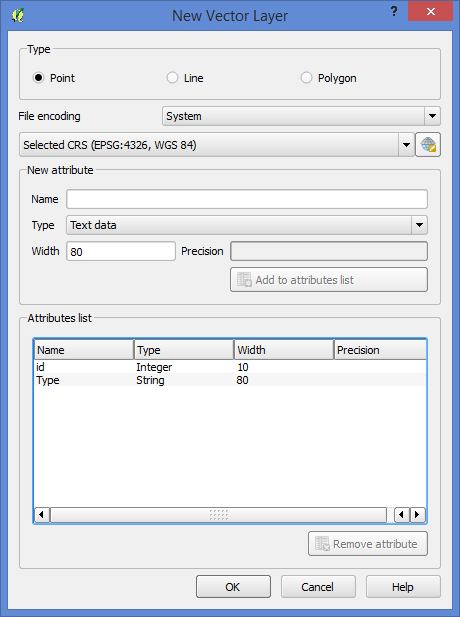 New Vector Layer
?
x
Type
Point Line Polygon
File encoding System
Selected CRS (EPSG:4326, WGS 84)
New attribute
Name
Type Text data
Width 80 Precision
Add to attributes list
Attributes list
Name Type Width Precision
id Integer 10
Type String 80
Remove attribute
OK Cancel Help